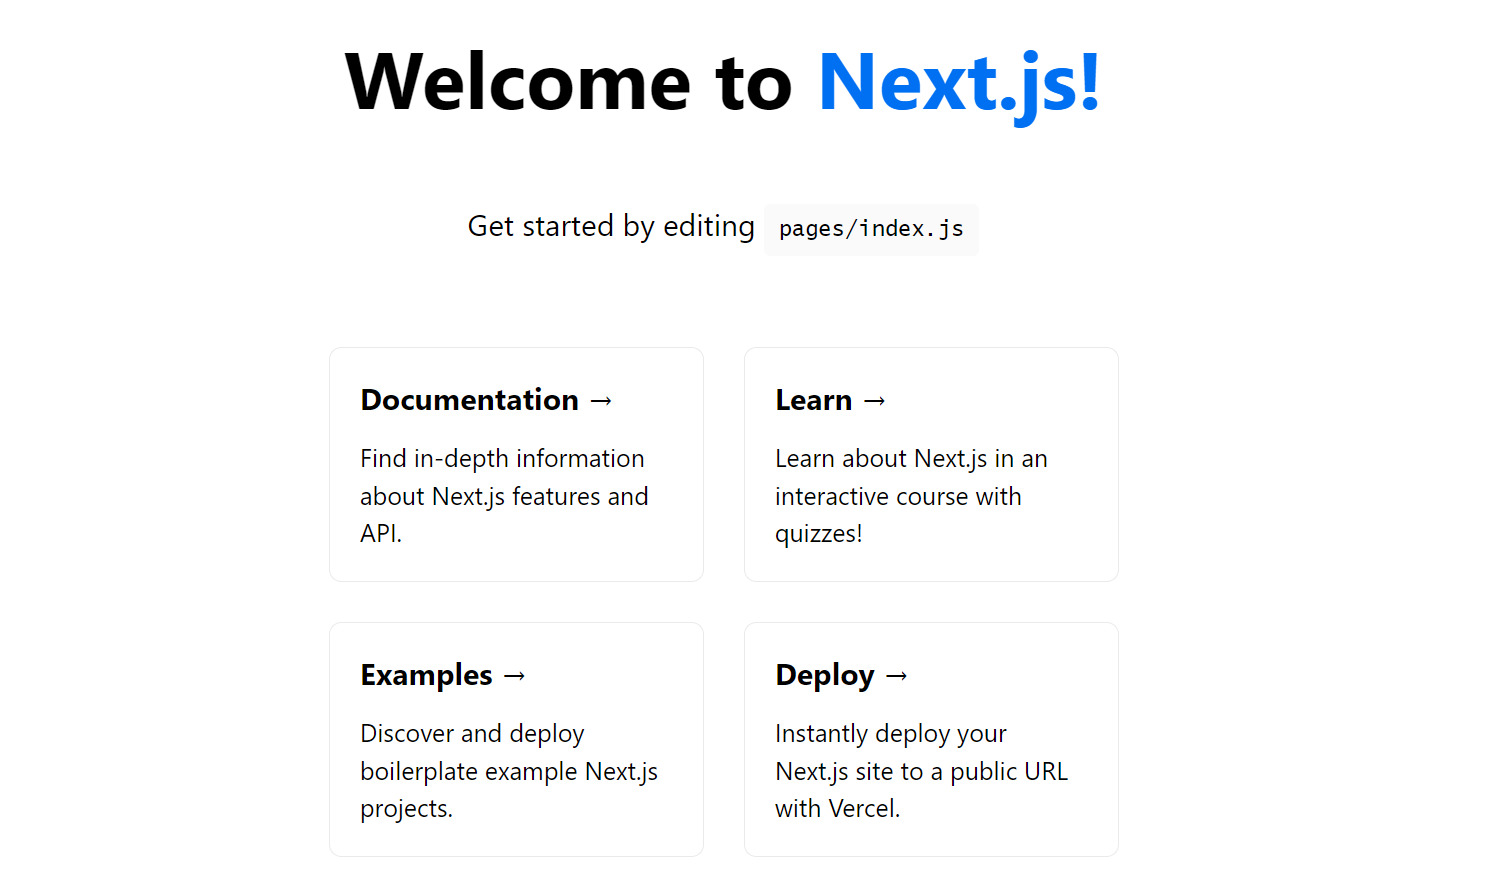 Welcome to Next.js!
Get started by editing pages/index.js
Documentation →
Find in-depth information
about Next.js features and
API.
Learn →
Learn about Next.js in an
interactive course with
quizzes!
Examples →
Discover and deploy
boilerplate example Next.js
projects.
Deploy →
Instantly deploy your
Next.js site to a public URL
with Vercel.